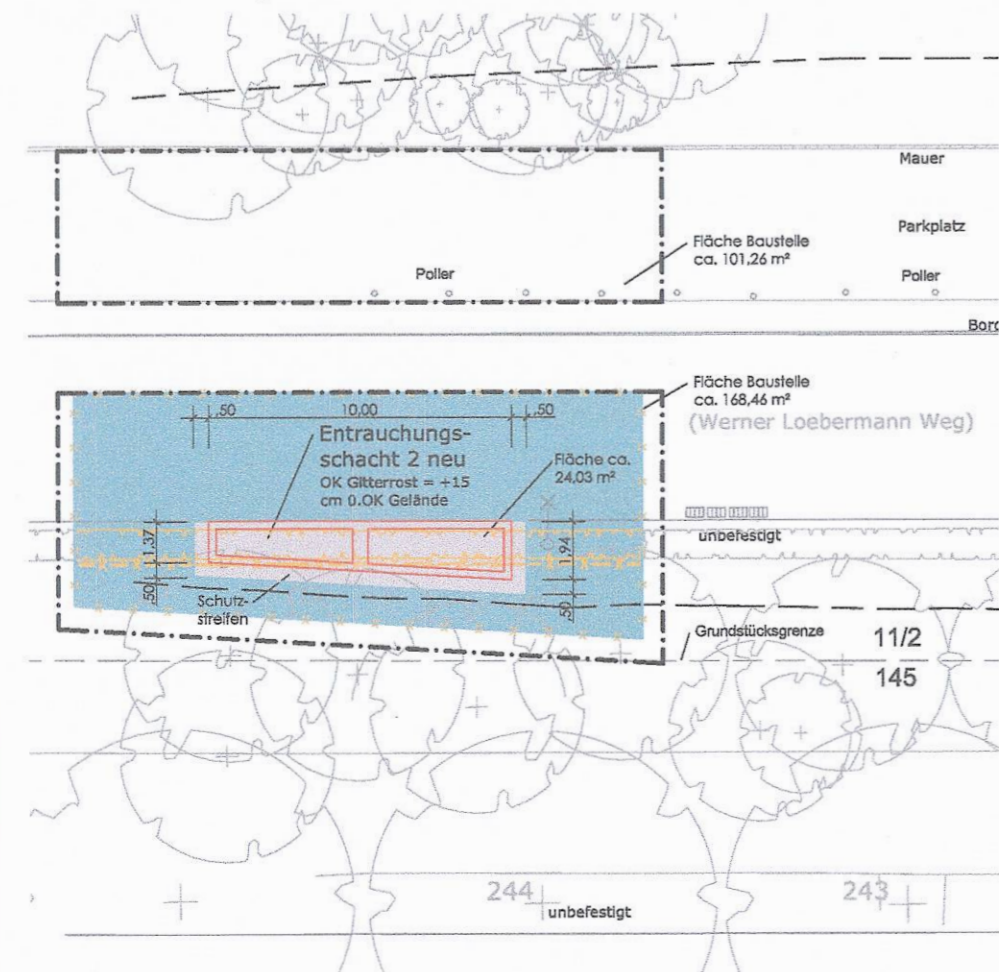 Mauer
Parkplatz
Fläche Baustelle
ca. 101,26 m²
Poller
Poller
Bord
Fläche Baustelle
ca. 168,46 m²
(Werner Loebermann Weg)
,50
10,00
,50
Entrauchungs-
schacht 2 neu
OK Gitterrost = +15
cm ü.OK Gelände
Fläche ca.
24,03 m²
unbefestigt
1,37
,50
1,94
,50
Schutz-
streifen
Grundstücksgrenze
11/2
145
244
243
unbefestigt